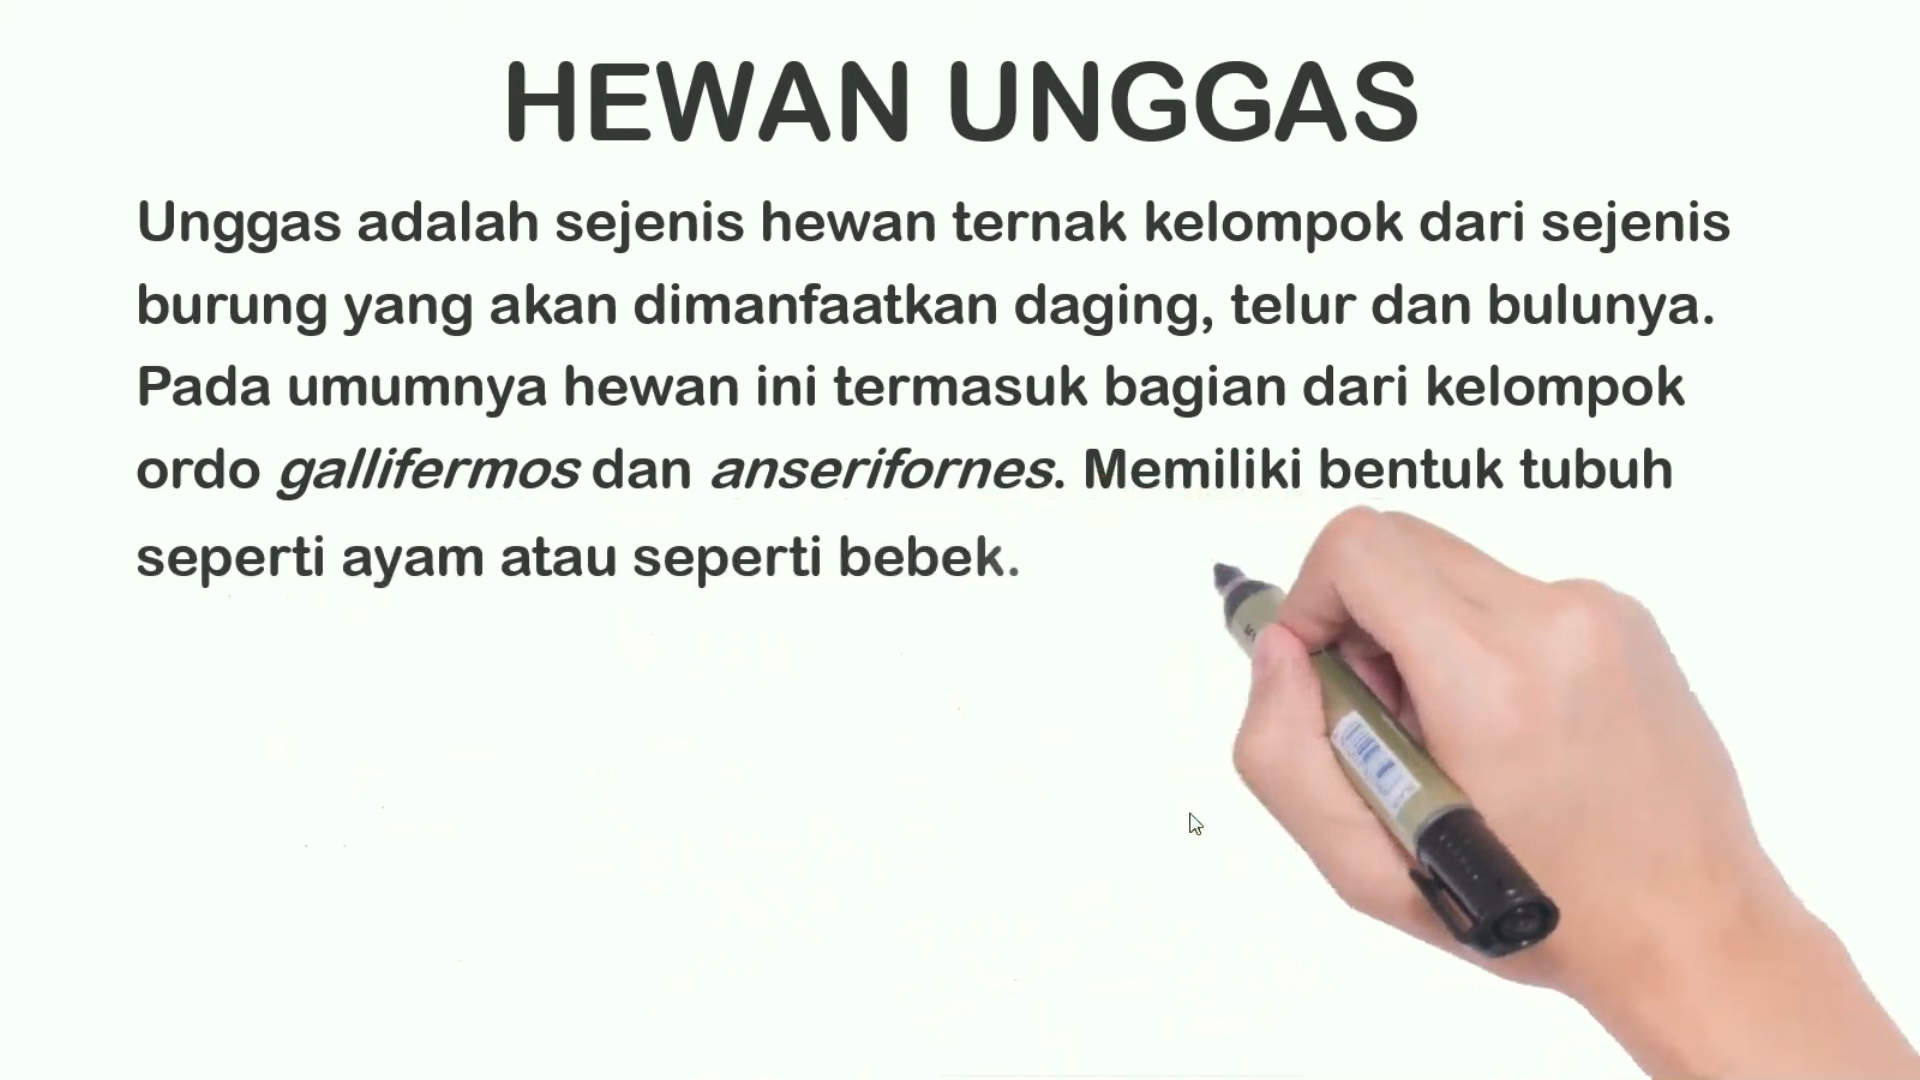 HEWAN UNGGAS
Unggas adalah sejenis hewan ternak kelompok dari sejenis
burung yang akan dimanfaatkan daging, telur dan bulunya.
Pada umumnya hewan ini termasuk bagian dari kelompok
ordo gallifermos dan anserifornes. Memiliki bentuk tubuh
seperti ayam atau seperti bebek.